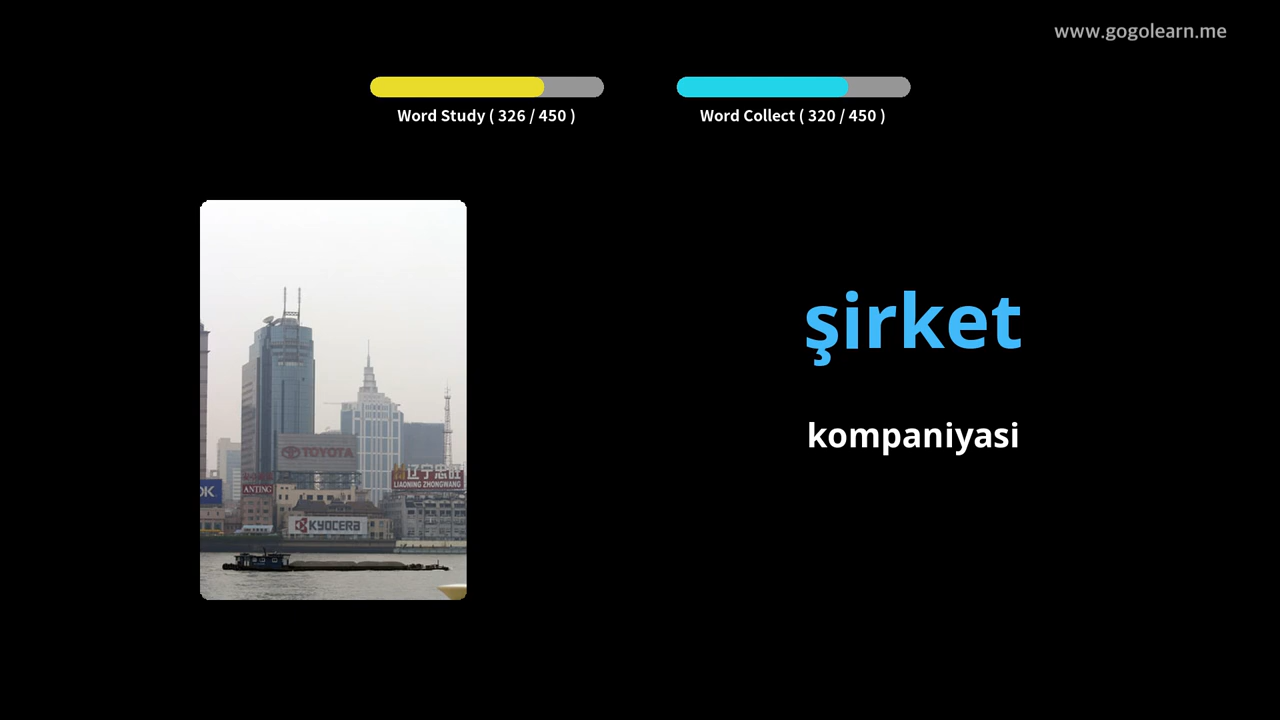 www.gogolearn.me
Word Study ( 326 / 450 )
Word Collect ( 320 / 450 )
şirket
kompaniyasi
TOYOTA
辽宁忠旺
LIAONING ZHONGWANG
OK
ANTING
KYOCERA